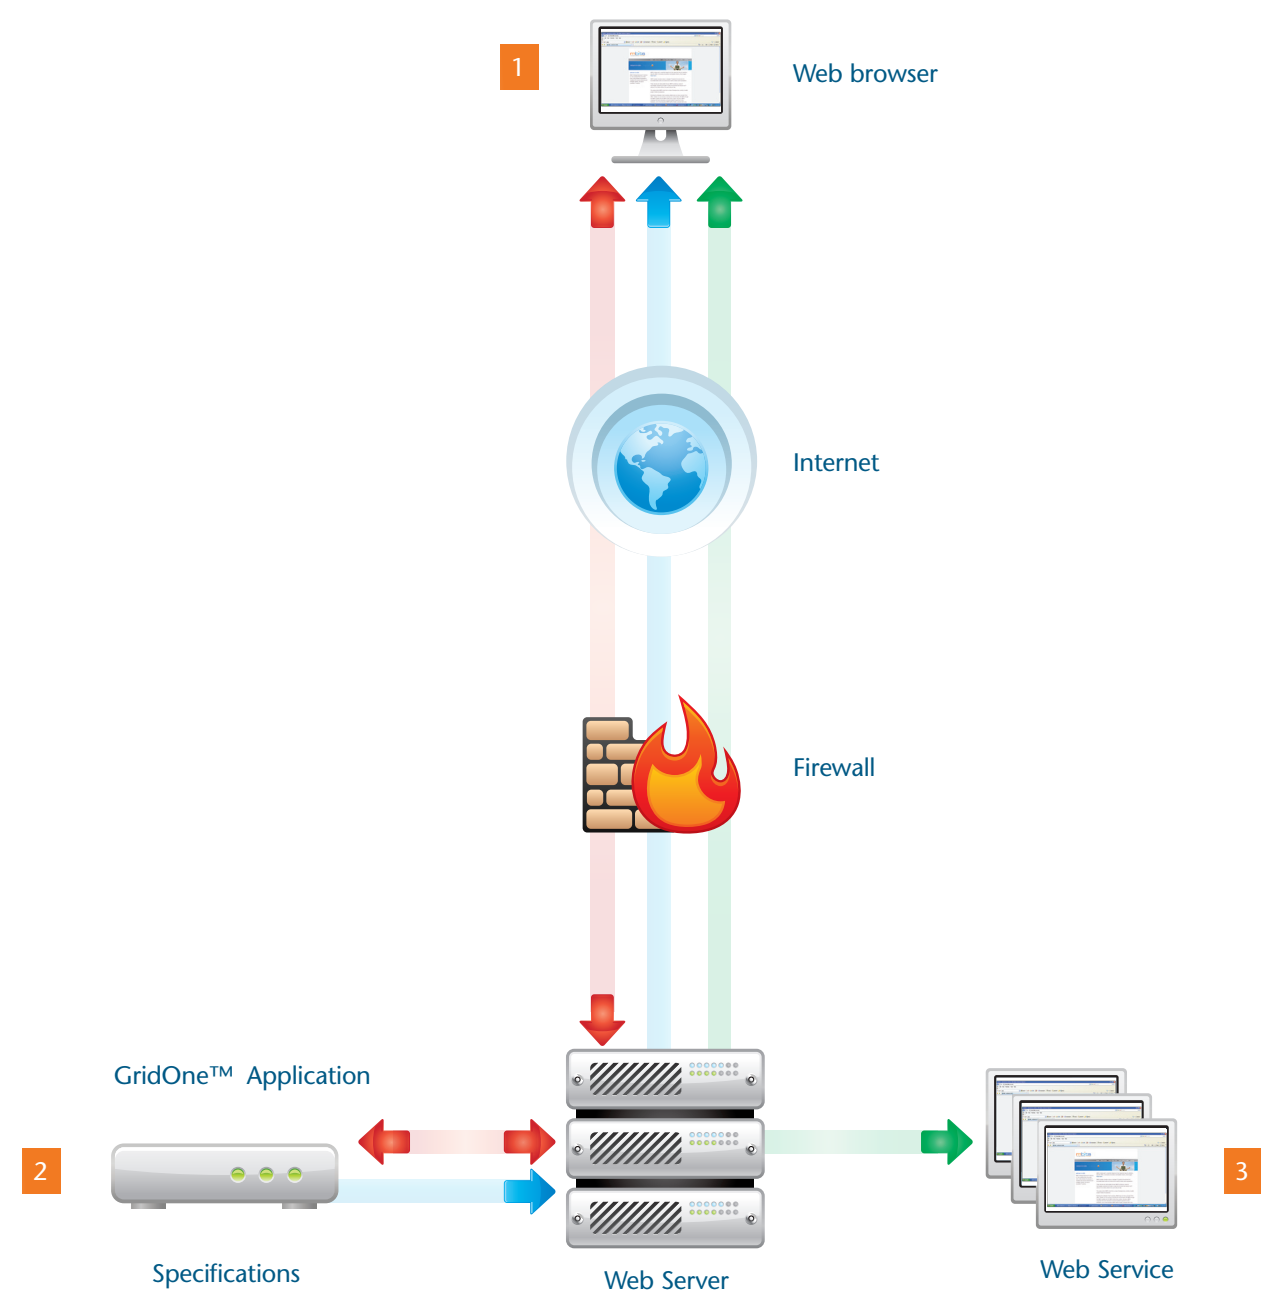 1
Web browser
Internet
Firewall
GridOne™ Application
2
3
Specifications
Web Server
Web Service